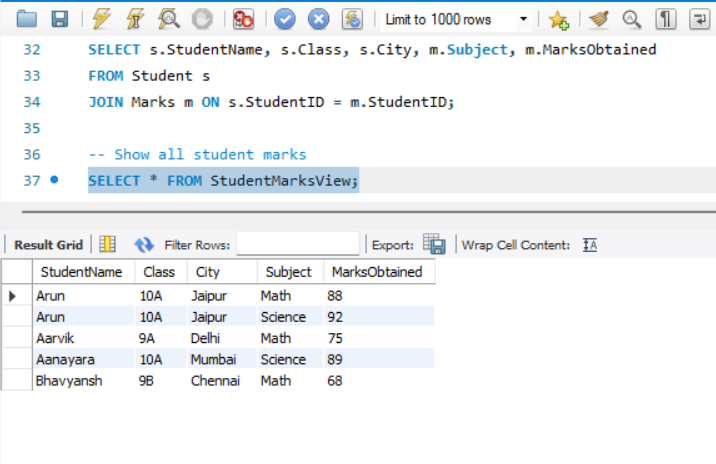 Limit to 1000 rows
32 SELECT s.StudentName, s.Class, s.City, m.Subject, m.MarksObtained
33 FROM Student s
34 JOIN Marks m ON s.StudentID = m.StudentID;
35
36 -- Show all student marks
37 SELECT * FROM StudentMarksView;
Result Grid Filter Rows: Export: Wrap Cell Content: IA
StudentName Class City Subject MarksObtained
Arun 10A Jaipur Math 88
Arun 10A Jaipur Science 92
Aarvik 9A Delhi Math 75
Aanayara 10A Mumbai Science 89
Bhavyansh 9B Chennai Math 68